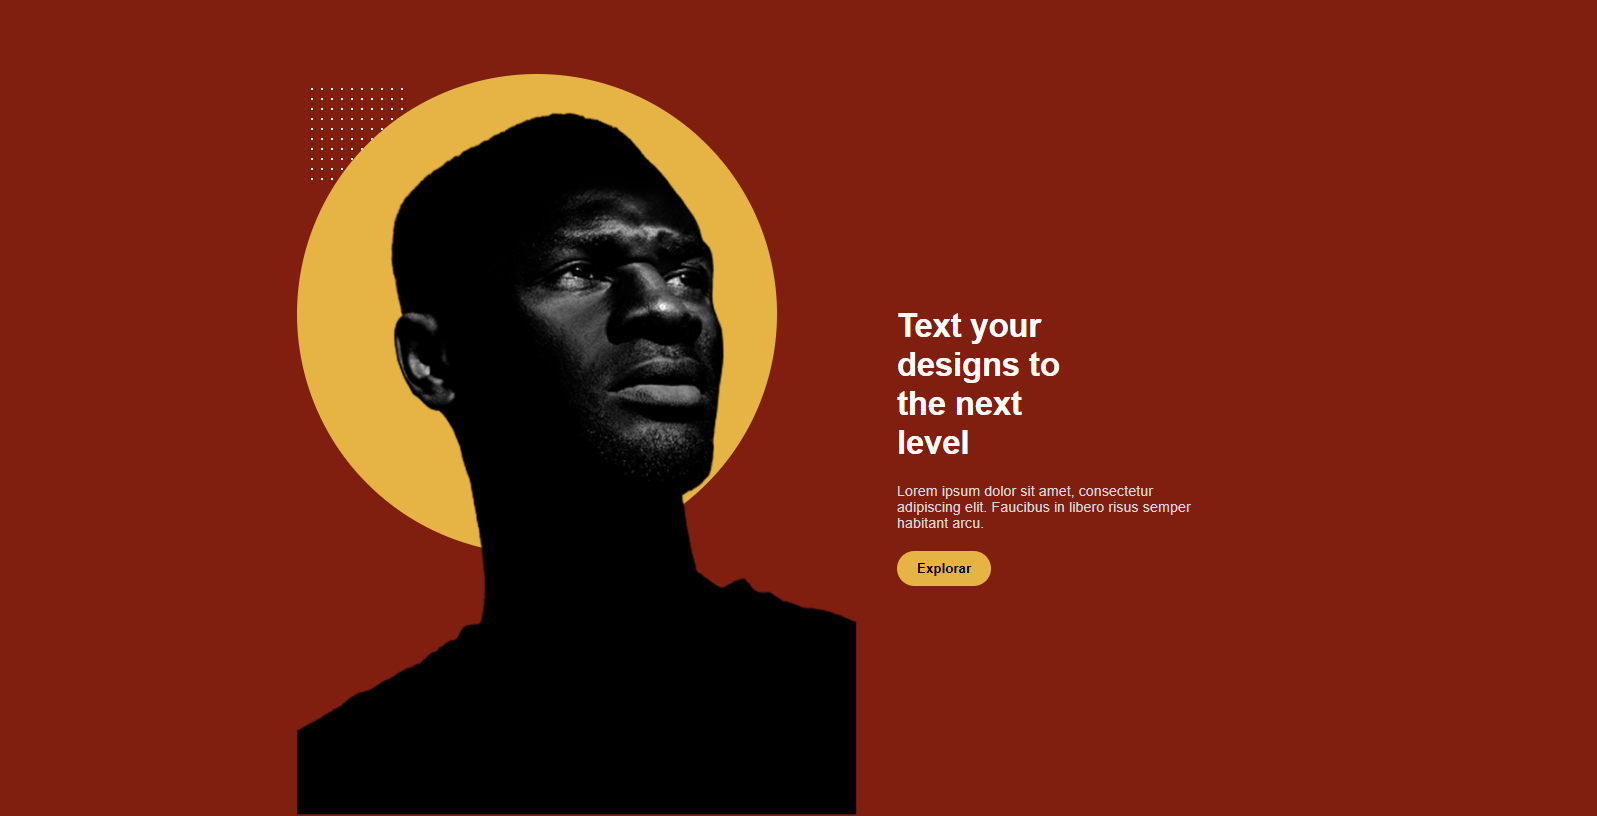 Text your
designs to
the next
level
Lorem ipsum dolor sit amet, consectetur
adipiscing elit. Faucibus in libero risus semper
habitant arcu.
Explorar